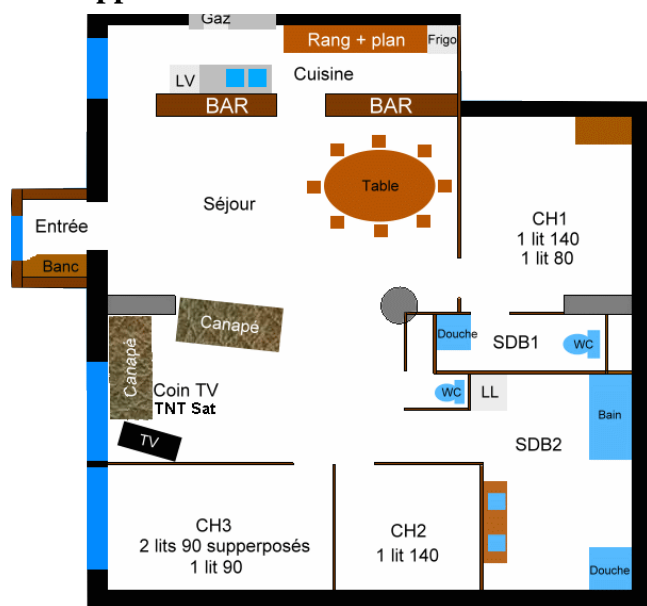 Gaz
Rang + plan
Frigo
LV
Cuisine
BAR
BAR
Table
Séjour
Entrée
Banc
CH1
1 lit 140
1 lit 80
Canapé
Canapé
Douche
SDB1
WC
Coin TV
TNT Sat
WC
LL
Bain
TV
SDB2
CH3
2 lits 90 supperposés
1 lit 90
CH2
1 lit 140
Douche